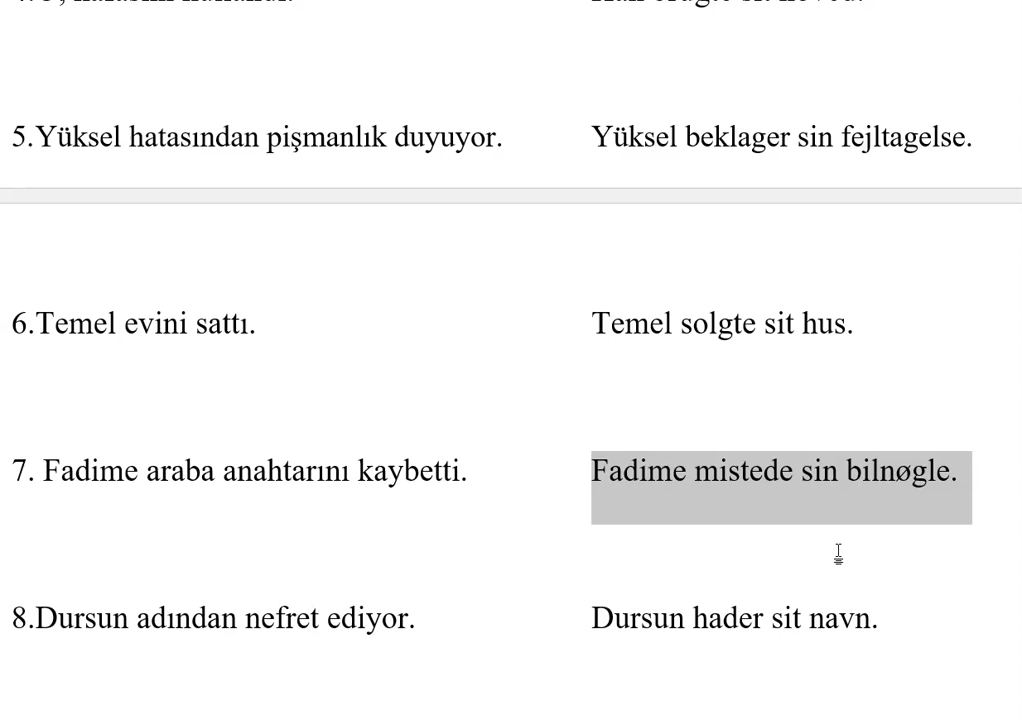 5.Yüksel hatasından pişmanlık duyuyor. Yüksel beklager sin fejltagelse.
6.Temel evini sattı. Temel solgte sit hus.
7. Fadime araba anahtarını kaybetti. Fadime mistede sin bilnøgle.
8.Dursun adından nefret ediyor. Dursun hader sit navn.